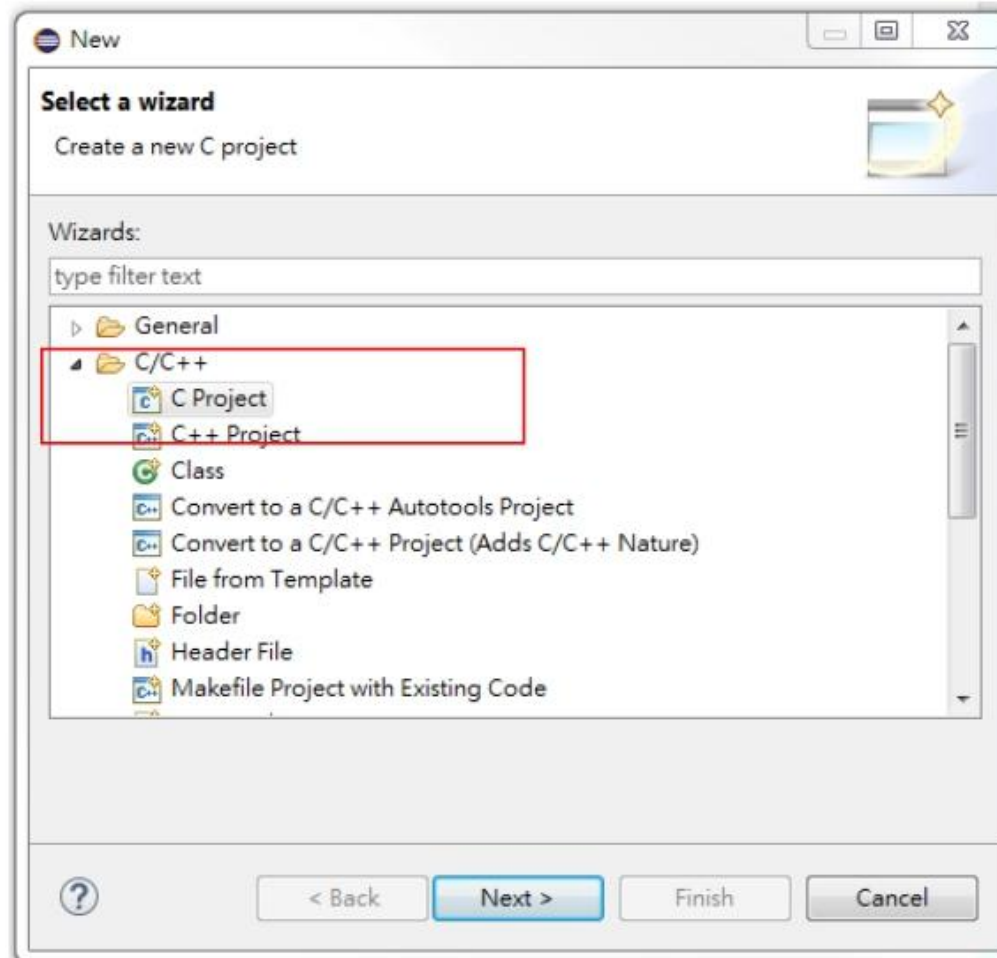 New
Select a wizard
Create a new C project
Wizards:
type filter text
General
C/C++
C Project
C++ Project
Class
Convert to a C/C++ Autotools Project
Convert to a C/C++ Project (Adds C/C++ Nature)
File from Template
Folder
Header File
Makefile Project with Existing Code
< Back
Next >
Finish
Cancel